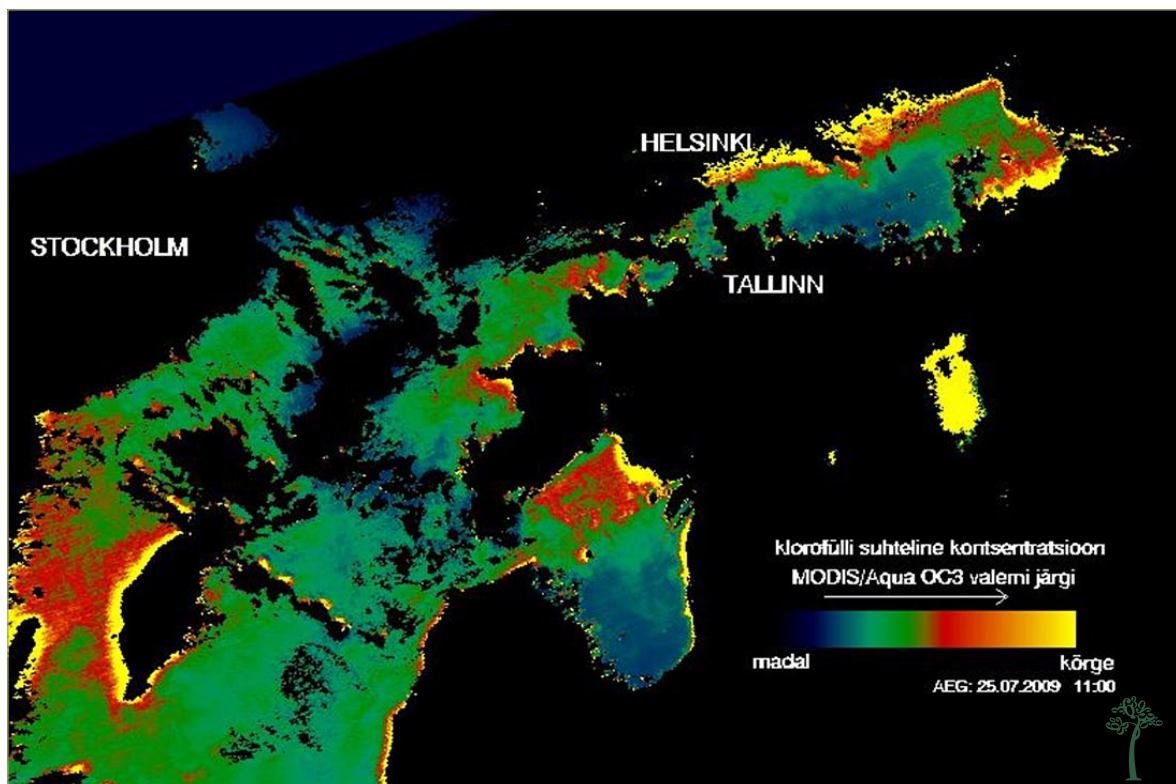 HELSINKI
STOCKHOLM
TALLINN
klorofülli suhteline kontsentratsioon
MODIS/Aqua OC3 valemi järgi
madal
kõrge
AEG: 25.07.2009 11:00